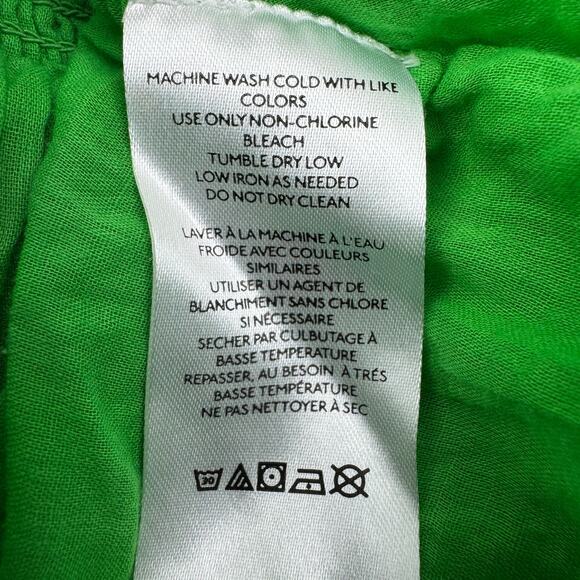 MACHINE WASH COLD WITH LIKE
COLORS
USE ONLY NON-CHLORINE
BLEACH
TUMBLE DRY LOW
LOW IRON AS NEEDED
DO NOT DRY CLEAN
LAVER À LA MACHINE À L'EAU
FROIDE AVEC COULEURS
SIMILAIRES
UTILISER UN AGENT DE
BLANCHIMENT SANS CHLORE
SI NÉCESSAIRE
SECHER PAR CULBUTAGE À
BASSE TEMPERATURE
REPASSER, AU BESOIN À TRÉS
BASSE TEMPÉRATURE
NE PAS NETTOYER À SEC
30